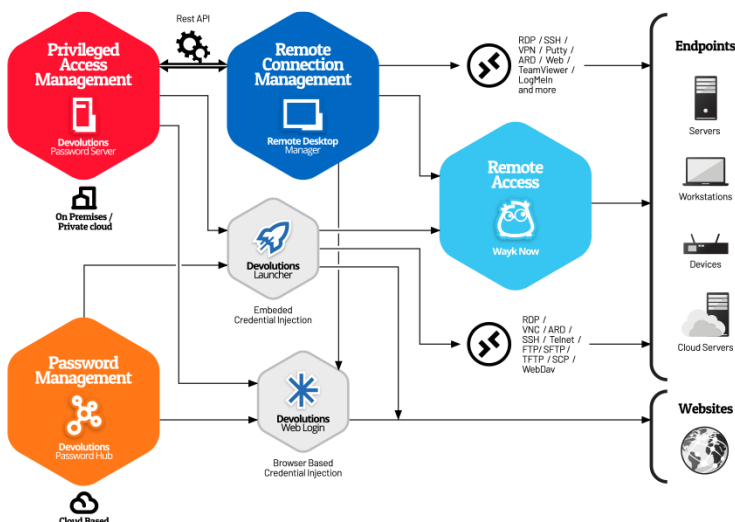 Rest API
Privileged
Access
Management
Devolutions
Password Server
On Premises /
Private cloud
Remote
Connection
Management
Remote Desktop
Manager
RDP / SSH /
VPN / Putty /
ARD / Web /
TeamViewer /
LogMeIn
and more
Endpoints
Servers
Workstations
Devices
Cloud Servers
Remote
Access
Wayk Now
Devolutions
Launcher
Embeded
Credential Injection
RDP /
VNC / ARD /
SSH / Telnet /
FTP/ SFTP /
TFTP / SCP /
WebDav
Password
Management
Devolutions
Password Hub
Cloud Based
Devolutions
Web Login
Browser Based
Credential Injection
Websites